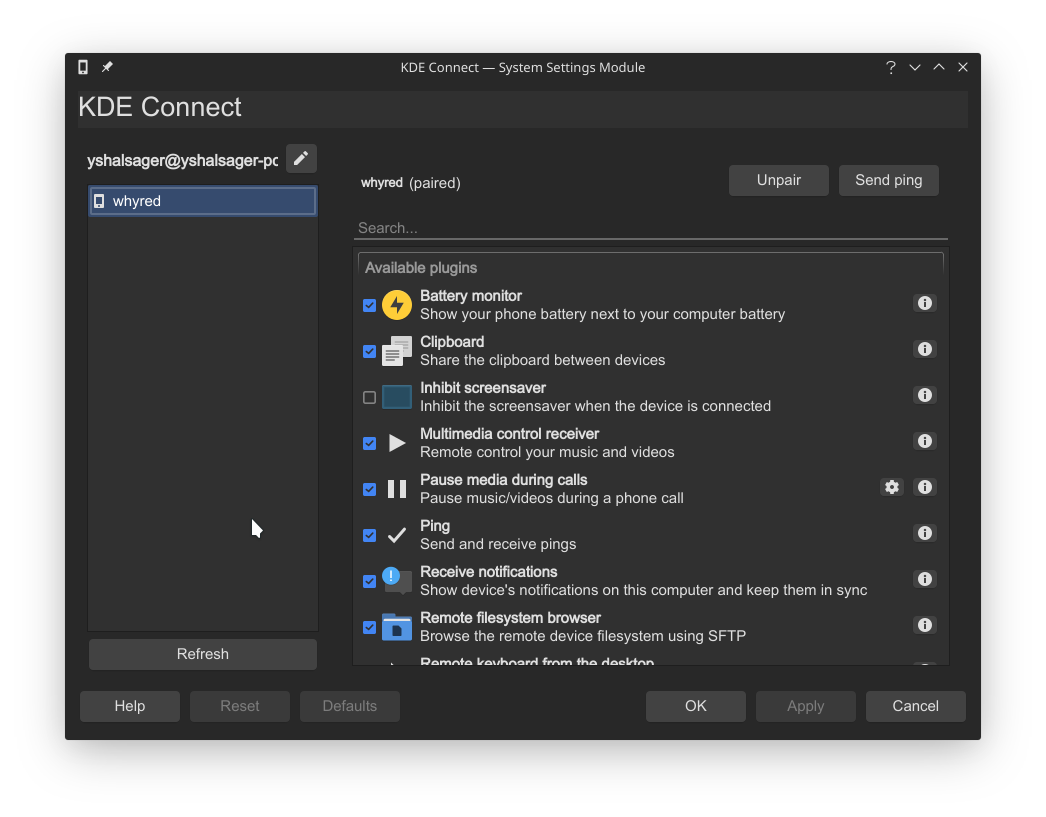 KDE Connect — System Settings Module
KDE Connect
yshalsager@yshalsager-pc
whyred
whyred (paired)
Unpair
Send ping
Search...
Available plugins
Battery monitor
Show your phone battery next to your computer battery
Clipboard
Share the clipboard between devices
Inhibit screensaver
Inhibit the screensaver when the device is connected
Multimedia control receiver
Remote control your music and videos
Pause media during calls
Pause music/videos during a phone call
Ping
Send and receive pings
Receive notifications
Show device's notifications on this computer and keep them in sync
Remote filesystem browser
Browse the remote device filesystem using SFTP
Remote keyboard from the desktop
Refresh
Help
Reset
Defaults
OK
Apply
Cancel